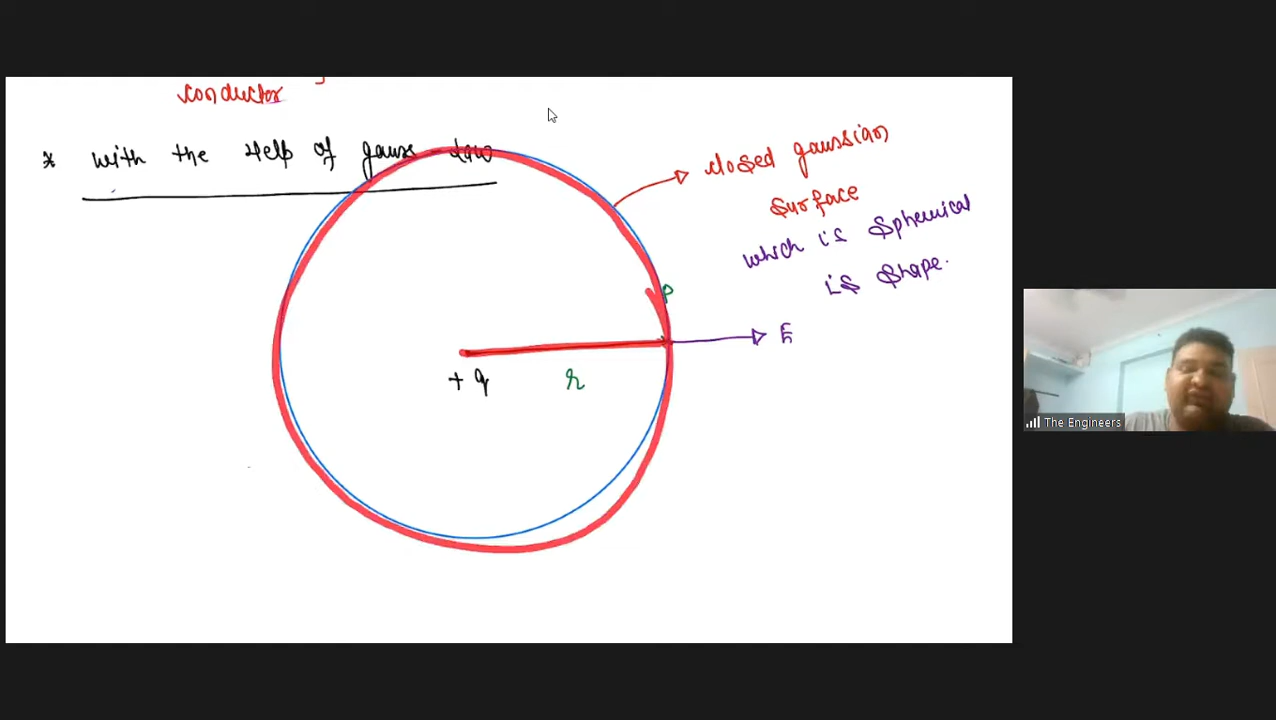 conductor
* with the Help of gauss Law
closed gaussian
surface
which is spherical
is shape.
P
E
+ q
r
The Engineers